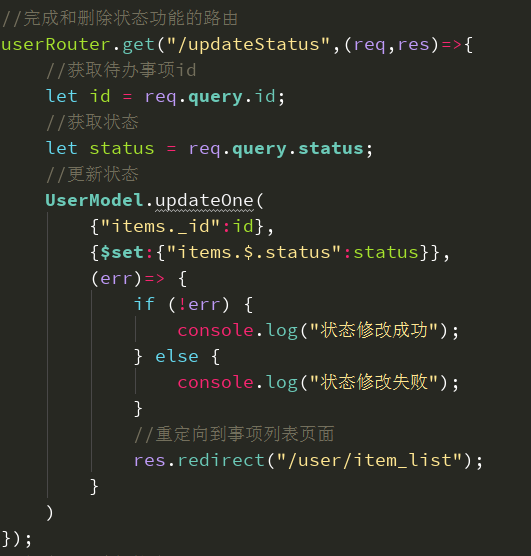 //完成和删除状态功能的路由
userRouter.get("/updateStatus",(req,res)=>{
    //获取待办事项id
    let id = req.query.id;
    //获取状态
    let status = req.query.status;
    //更新状态
    UserModel.updateOne(
        {"items._id":id},
        {$set:{"items.$.status":status}},
        (err)=> {
            if (!err) {
                console.log("状态修改成功");
            } else {
                console.log("状态修改失败");
            }
            //重定向到事项列表页面
            res.redirect("/user/item_list");
        }
    )
});